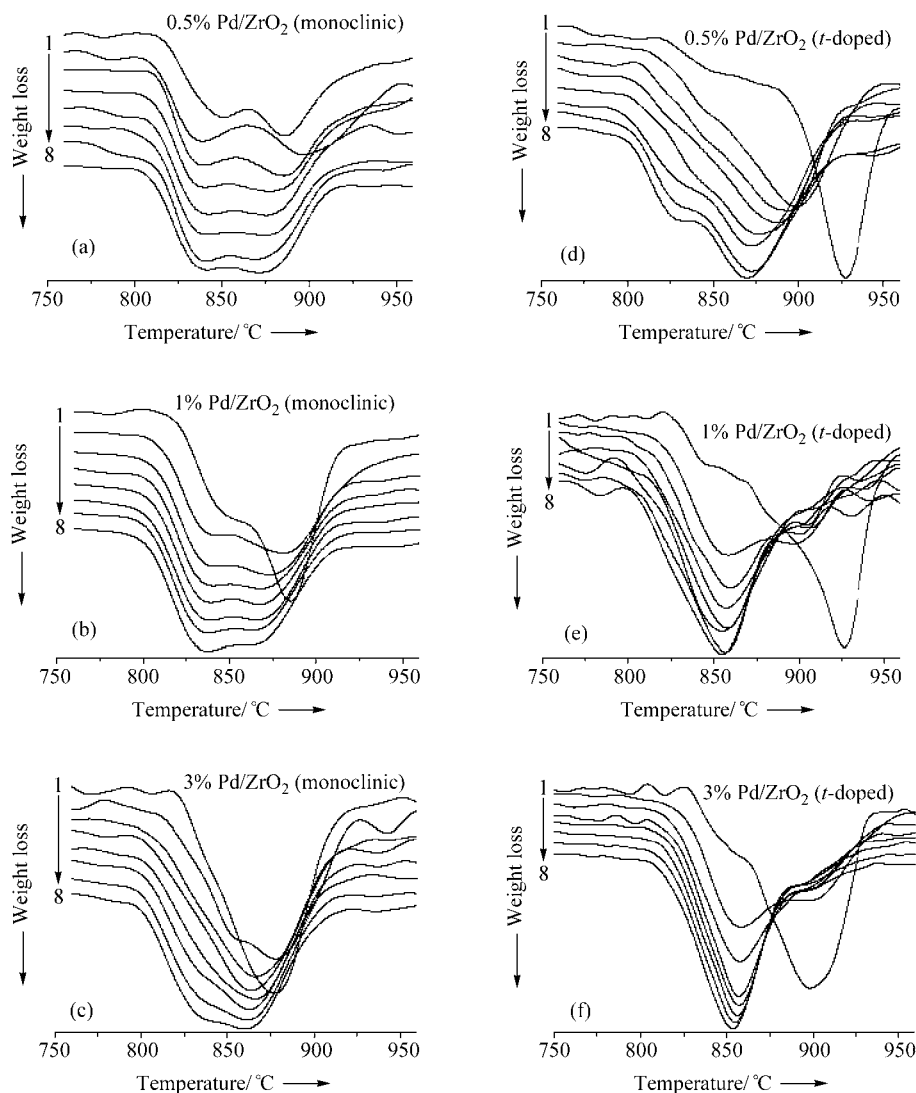 0.5% Pd/ZrO₂ (monoclinic)
1
8
Weight loss
(a)
750 800 850 900 950
Temperature/ ℃
0.5% Pd/ZrO₂ (t-doped)
1
8
Weight loss
(d)
750 800 850 900 950
Temperature/ ℃
1% Pd/ZrO₂ (monoclinic)
1
8
Weight loss
(b)
750 800 850 900 950
Temperature/ ℃
1% Pd/ZrO₂ (t-doped)
1
8
Weight loss
(e)
750 800 850 900 950
Temperature/ ℃
3% Pd/ZrO₂ (monoclinic)
1
8
Weight loss
(c)
750 800 850 900 950
Temperature/ ℃
3% Pd/ZrO₂ (t-doped)
1
8
Weight loss
(f)
750 800 850 900 950
Temperature/ ℃